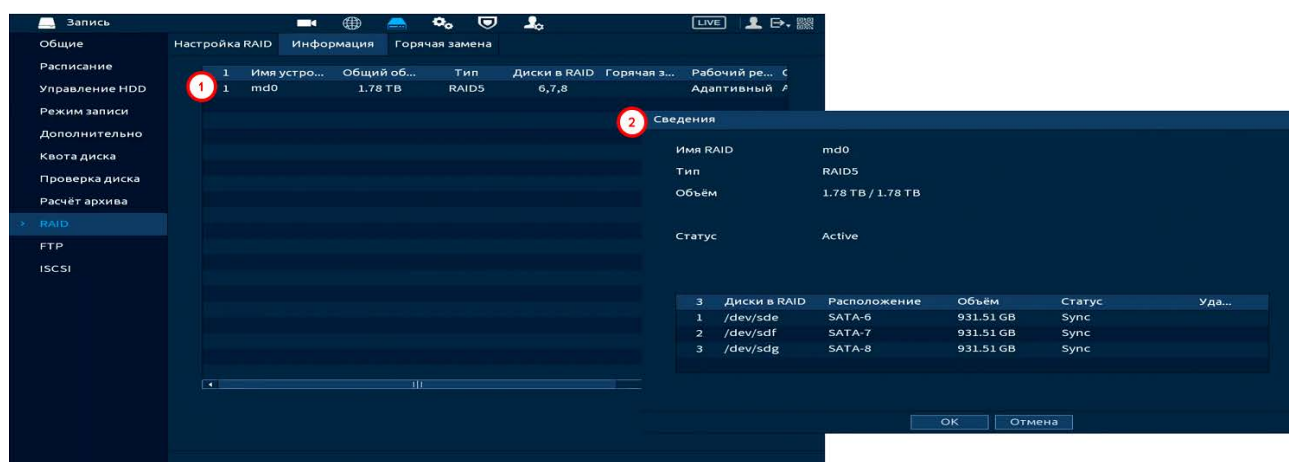 Запись
LIVE
Общие
Расписание
Управление HDD
Режим записи
Дополнительно
Квота диска
Проверка диска
Расчёт архива
> RAID
FTP
ISCSI
Настройка RAID Информация Горячая замена
1 Имя устро... Общий об... Тип Диски в RAID Горячая з... Рабочий ре... С
1 1 md0 1.78 TB RAID5 6,7,8 Адаптивный А
2 Сведения
Имя RAID md0
Тип RAID5
Объём 1.78 TB / 1.78 TB
Статус Active
3 Диски в RAID Расположение Объём Статус Уда...
1 /dev/sde SATA-6 931.51 GB Sync
2 /dev/sdf SATA-7 931.51 GB Sync
3 /dev/sdg SATA-8 931.51 GB Sync
OK Отмена